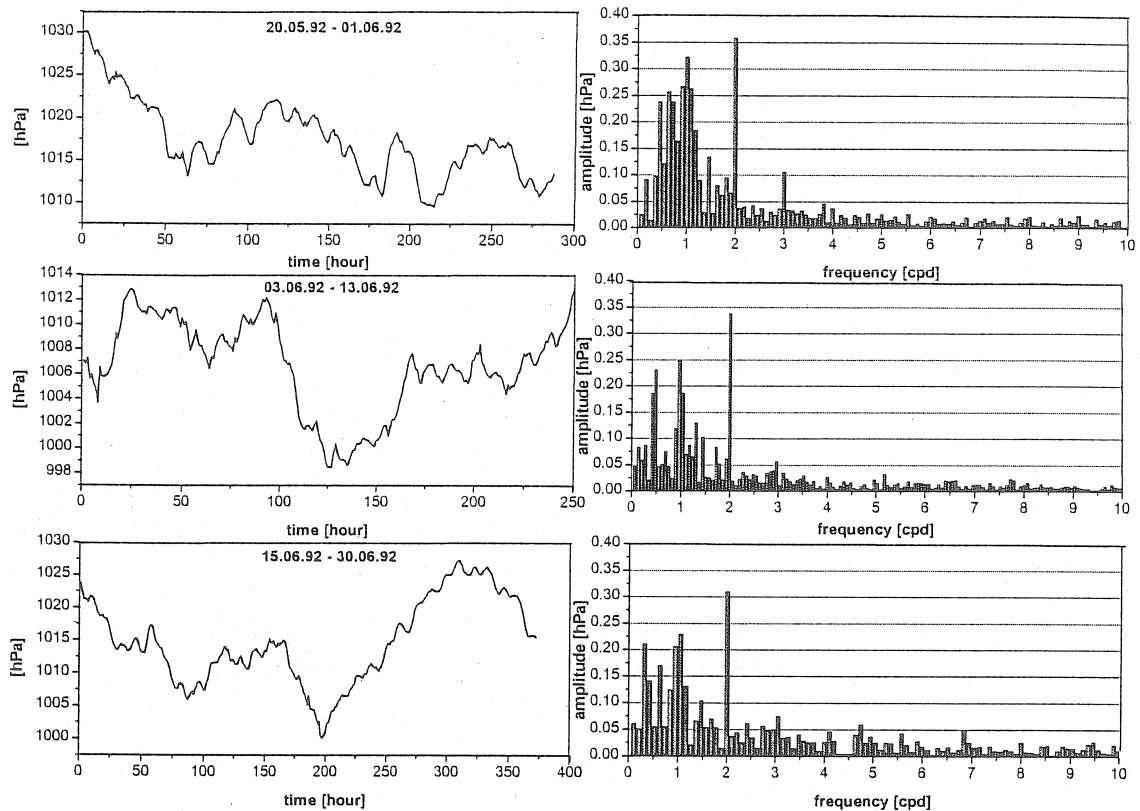 20.05.92 - 01.06.92
[hPa]
1030
1025
1020
1015
1010
0 50 100 150 200 250 300
time [hour]
amplitude [hPa]
0.40
0.35
0.30
0.25
0.20
0.15
0.10
0.05
0.00
0 1 2 3 4 5 6 7 8 9 10
frequency [cpd]
03.06.92 - 13.06.92
[hPa]
1014
1012
1010
1008
1006
1004
1002
1000
998
0 50 100 150 200 250
time [hour]
amplitude [hPa]
0.40
0.35
0.30
0.25
0.20
0.15
0.10
0.05
0.00
0 1 2 3 4 5 6 7 8 9 10
frequency [cpd]
15.06.92 - 30.06.92
[hPa]
1030
1025
1020
1015
1010
1005
1000
0 50 100 150 200 250 300 350 400
time [hour]
amplitude [hPa]
0.40
0.35
0.30
0.25
0.20
0.15
0.10
0.05
0.00
0 1 2 3 4 5 6 7 8 9 10
frequency [cpd]